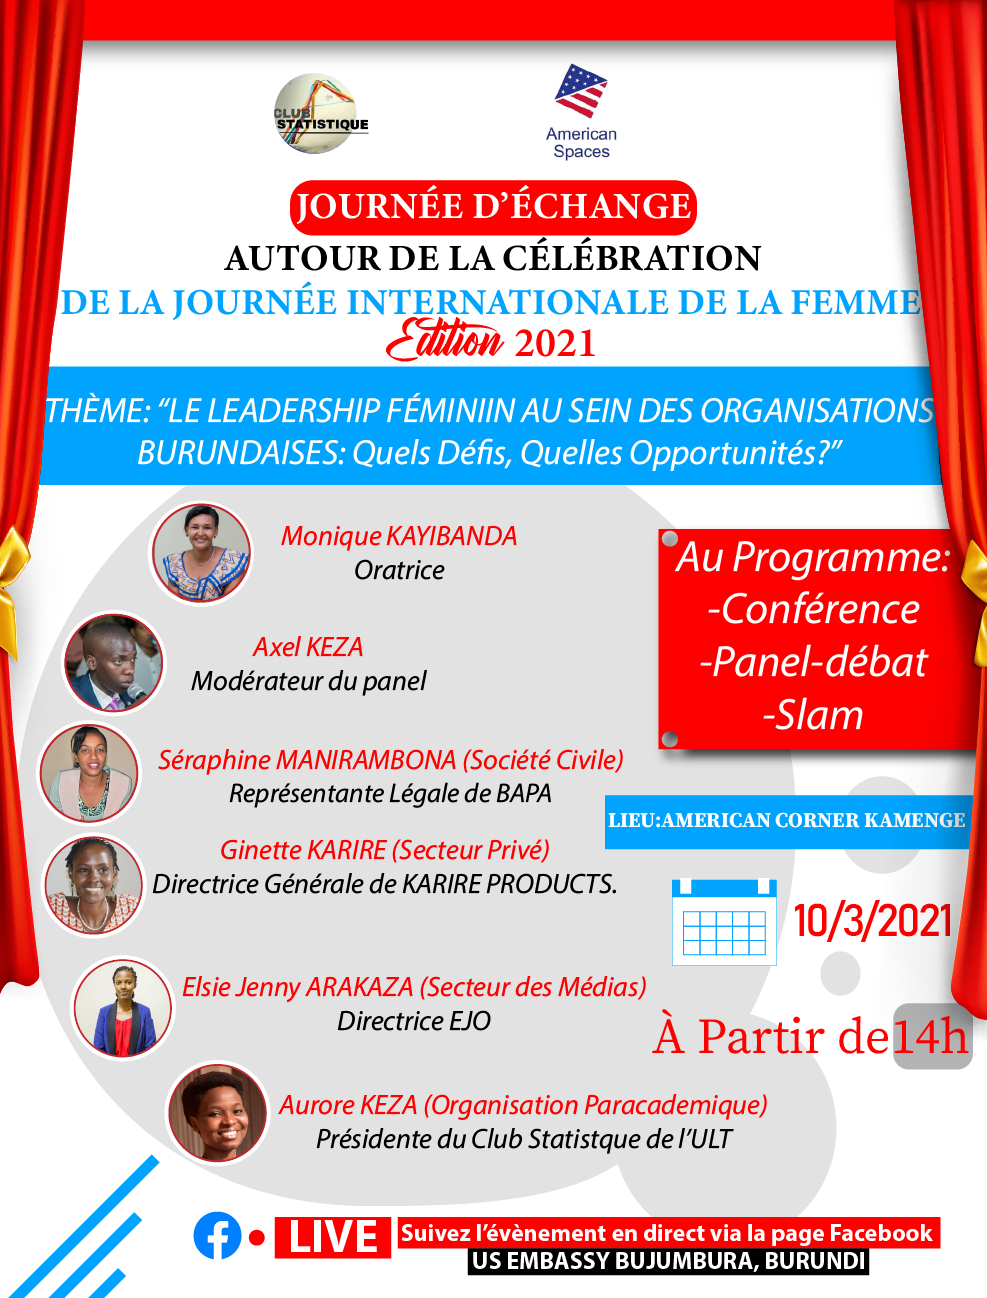 CLUB
STATISTIQUE
American
Spaces
JOURNÉE D’ÉCHANGE
AUTOUR DE LA CÉLÉBRATION
DE LA JOURNÉE INTERNATIONALE DE LA FEMME
Edition 2021
THÈME: “LE LEADERSHIP FÉMINIIN AU SEIN DES ORGANISATIONS
BURUNDAISES: Quels Défis, Quelles Opportunités?”
Monique KAYIBANDA
Oratrice
Axel KEZA
Modérateur du panel
Séraphine MANIRAMBONA (Société Civile)
Représentante Légale de BAPA
Ginette KARIRE (Secteur Privé)
Directrice Générale de KARIRE PRODUCTS.
Elsie Jenny ARAKAZA (Secteur des Médias)
Directrice EJO
Aurore KEZA (Organisation Paracademique)
Présidente du Club Statistque de l’ULT
Au Programme:
-Conférence
-Panel-débat
-Slam
LIEU:AMERICAN CORNER KAMENGE
10/3/2021
À Partir de 14h
LIVE
Suivez l’évènement en direct via la page Facebook
US EMBASSY BUJUMBURA, BURUNDI